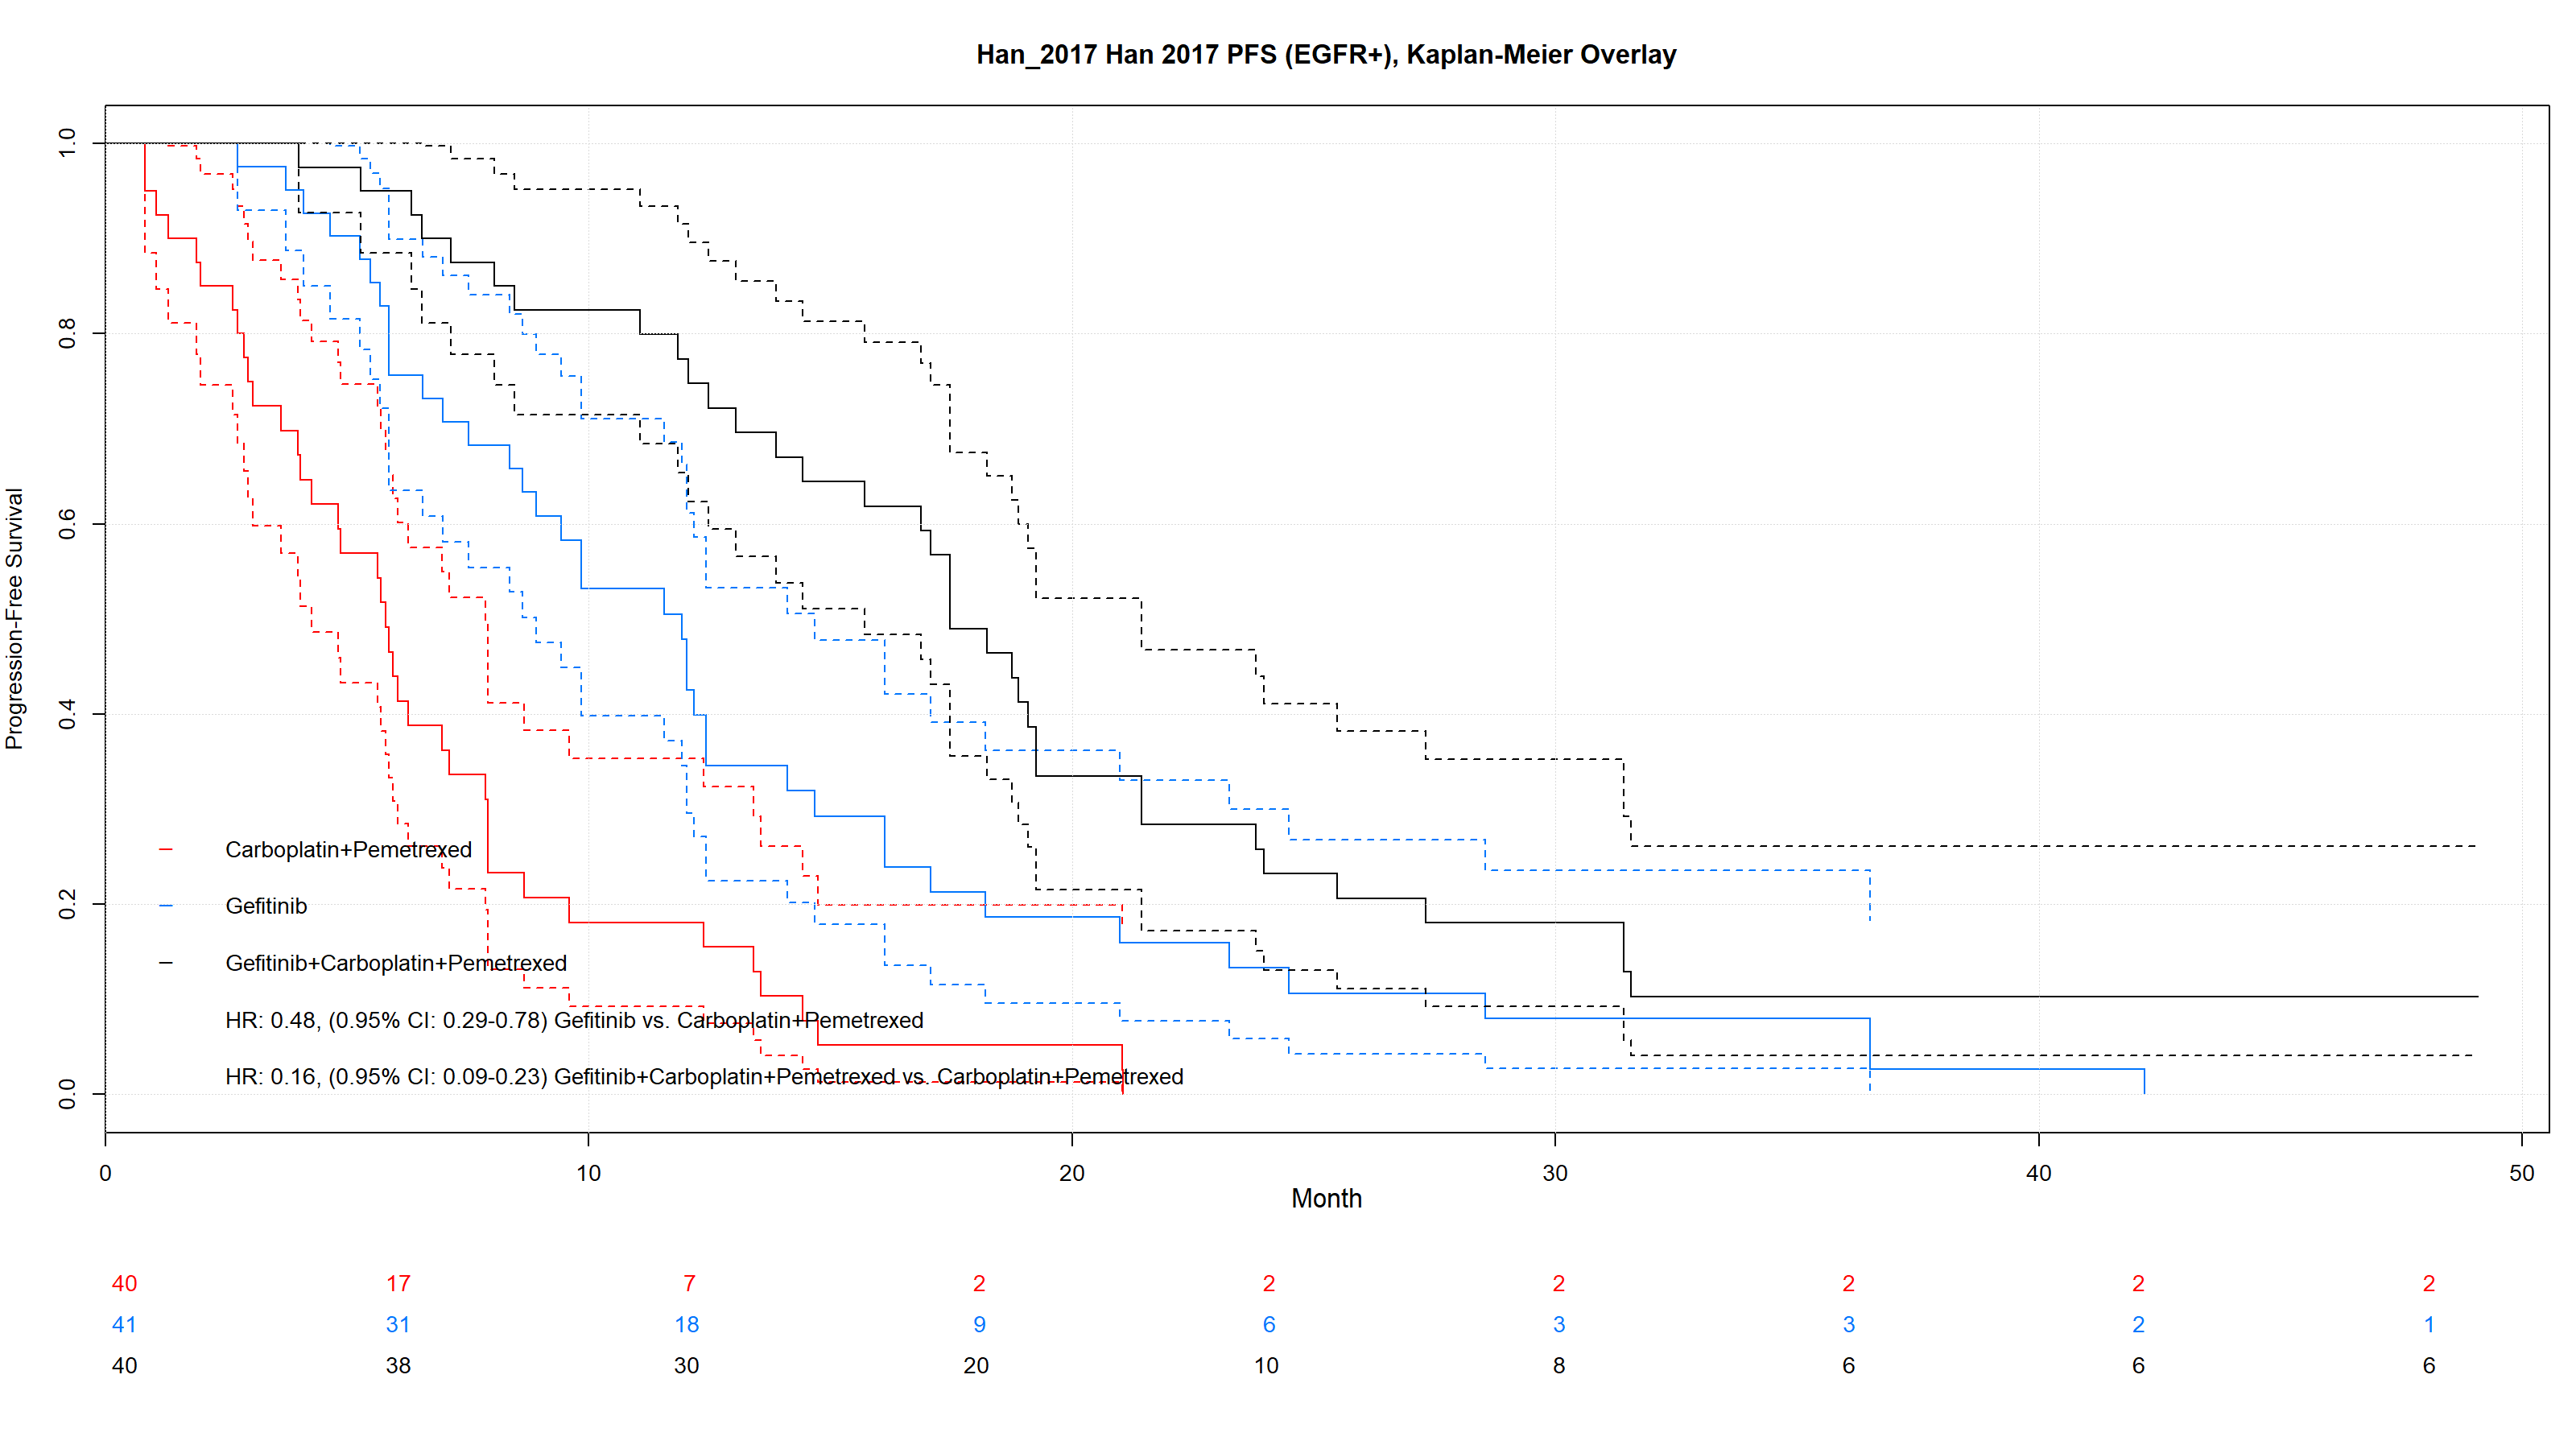 Han_2017 Han 2017 PFS (EGFR+), Kaplan-Meier Overlay
Progression-Free Survival
1.0
0.8
0.6
0.4
0.2
0.0
Carboplatin+Pemetrexed
Gefitinib
Gefitinib+Carboplatin+Pemetrexed
HR: 0.48, (0.95% CI: 0.29-0.78) Gefitinib vs. Carboplatin+Pemetrexed
HR: 0.16, (0.95% CI: 0.09-0.23) Gefitinib+Carboplatin+Pemetrexed vs. Carboplatin+Pemetrexed
0 10 20 30 40 50
Month
40 17 7 2 2 2 2 2 2
41 31 18 9 6 3 3 2 1
40 38 30 20 10 8 6 6 6